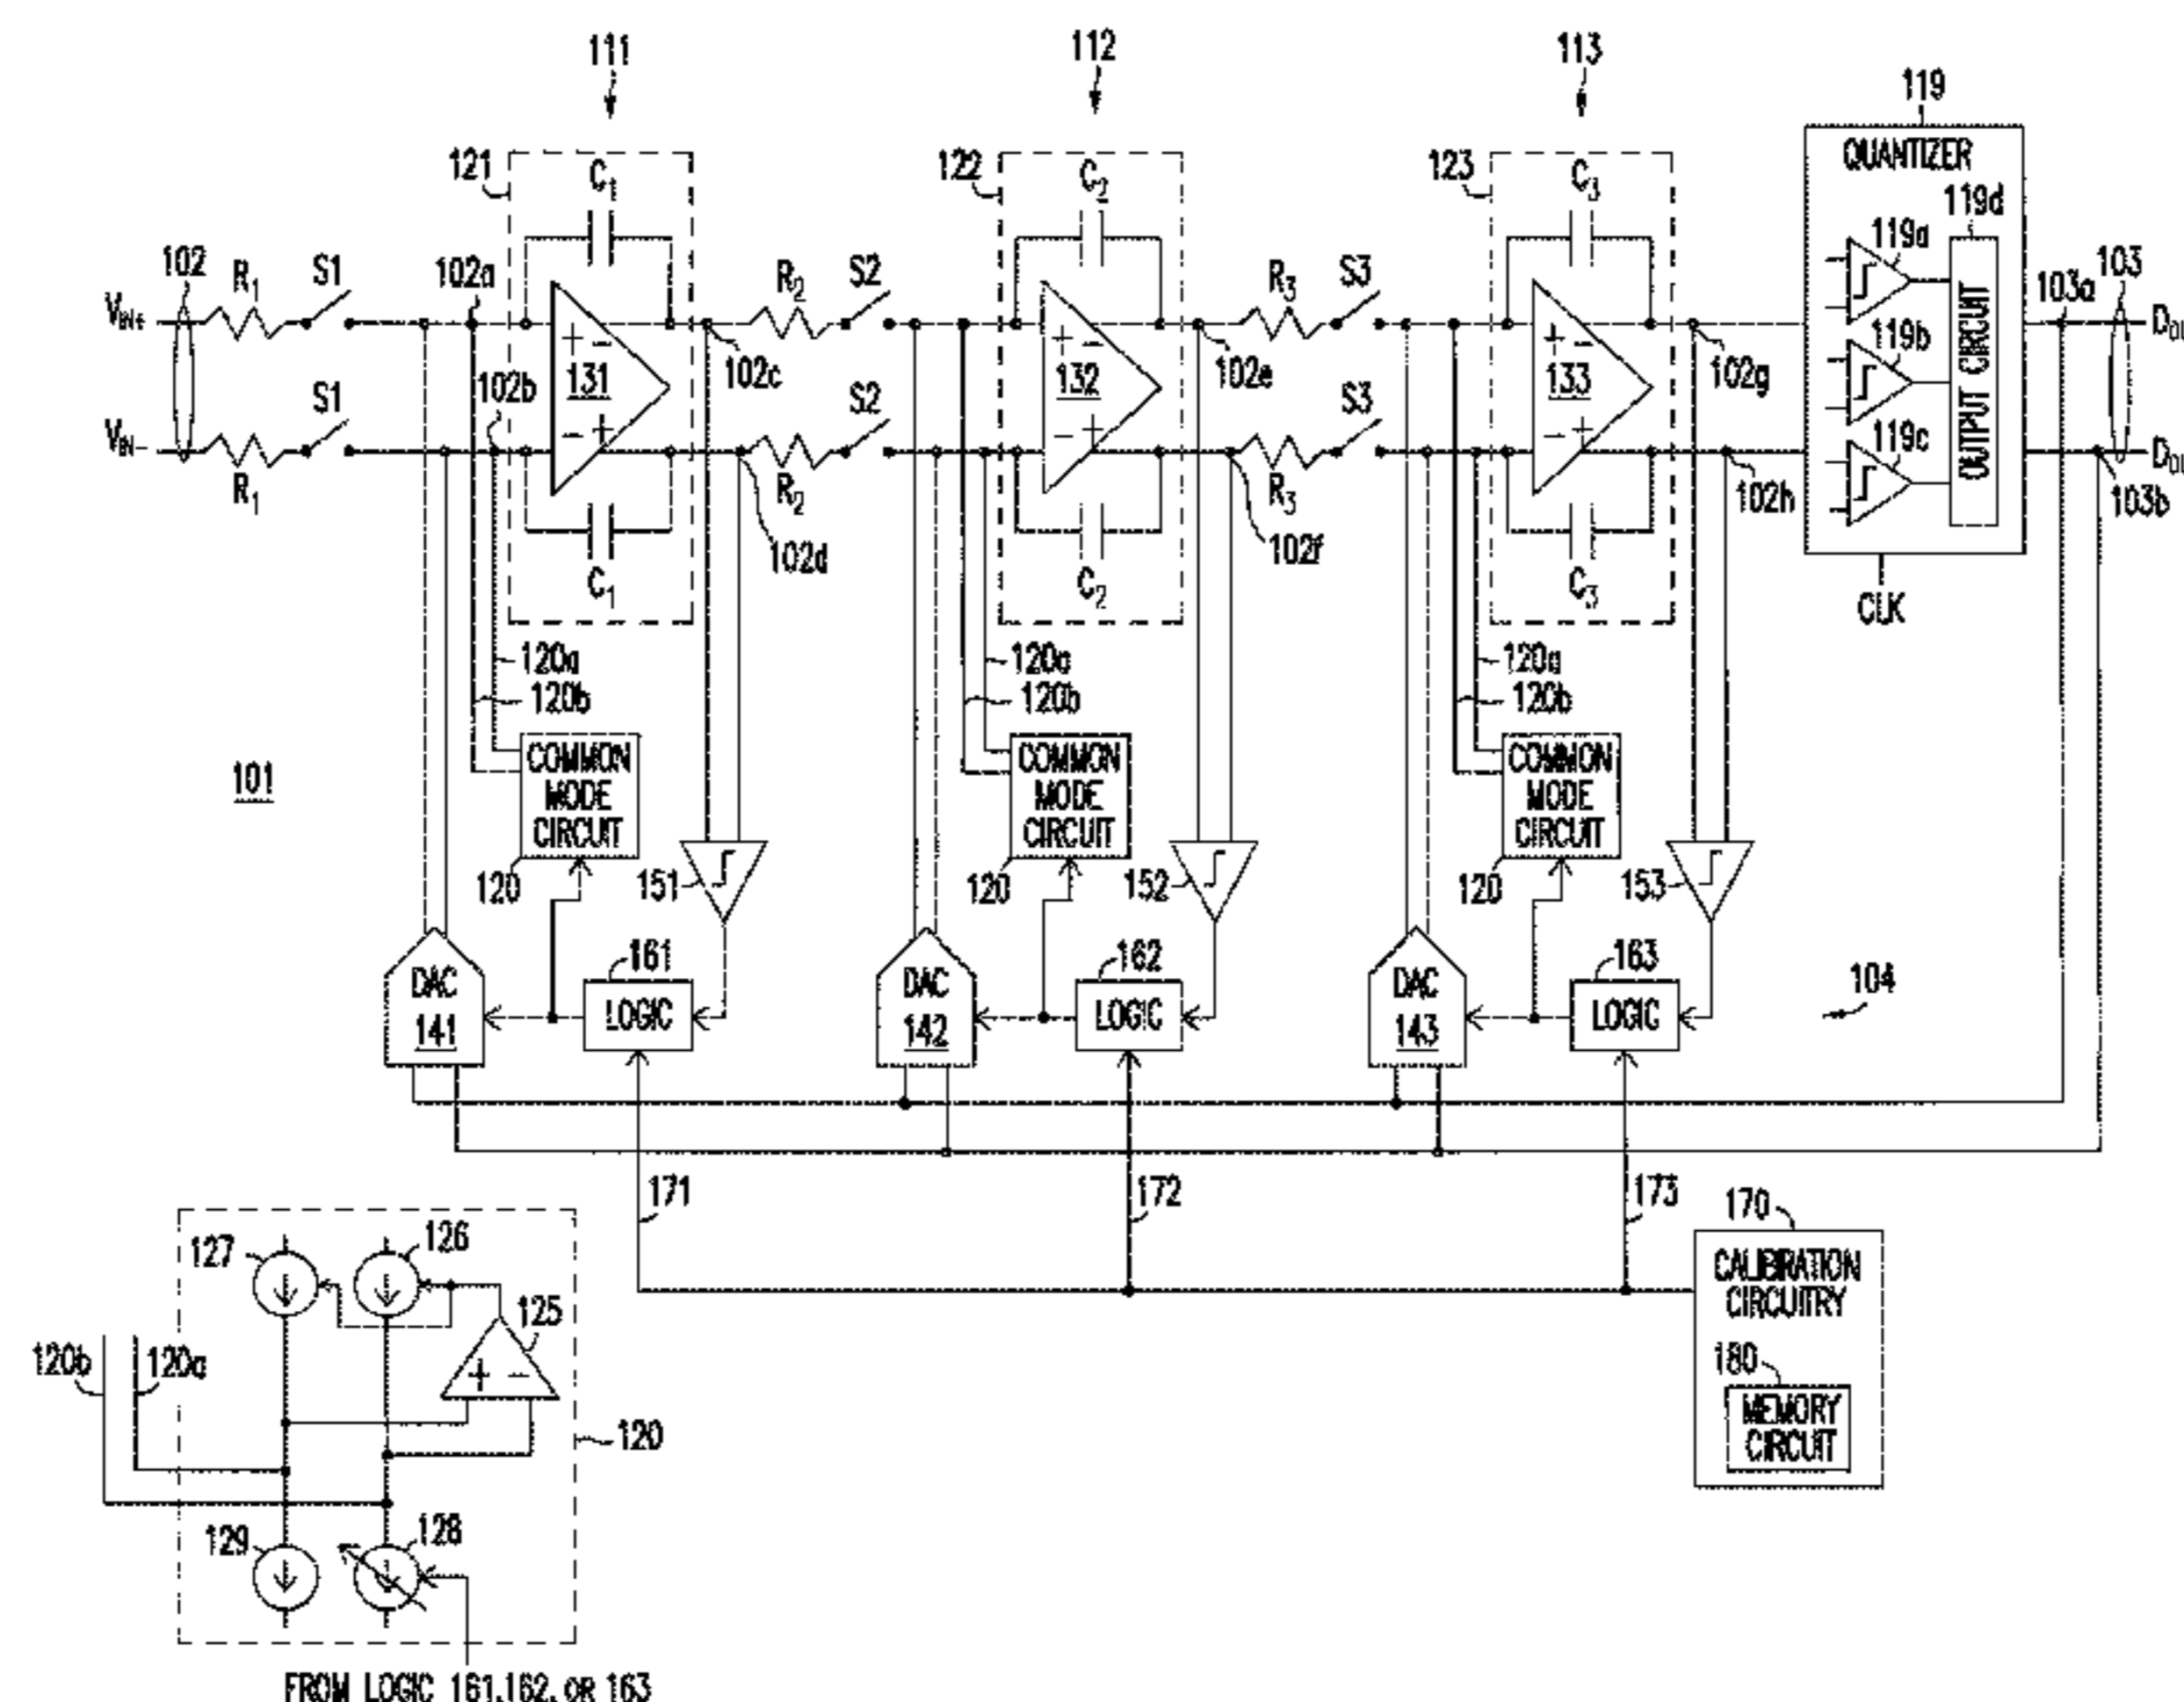 111
112
113
119
121
C1
122
C2
123
C3
QUANTIZER
119d
119a
102
R1
S1
102a
R2
S2
R3
S3
103a
103
VIN+
131
+ −
102c
132
+ −
102e
133
+ −
102g
119b
OUTPUT CIRCUIT
102b
S1
S2
S3
− +
− +
− +
119c
VIN−
R1
R2
R3
102h
103b
102d
102f
C1
C2
C3
CLK
120a
120b
120a
120b
120a
120b
101
COMMON
MODE
CIRCUIT
COMMON
MODE
CIRCUIT
COMMON
MODE
CIRCUIT
120
151
120
152
120
153
161
162
163
104
DAC
141
LOGIC
DAC
142
LOGIC
DAC
143
LOGIC
171
172
173
170
127
126
CALIBRATION
CIRCUITRY
125
120b
120a
+ −
180
MEMORY
CIRCUIT
120
129
128
FROM LOGIC 161,162, OR 163